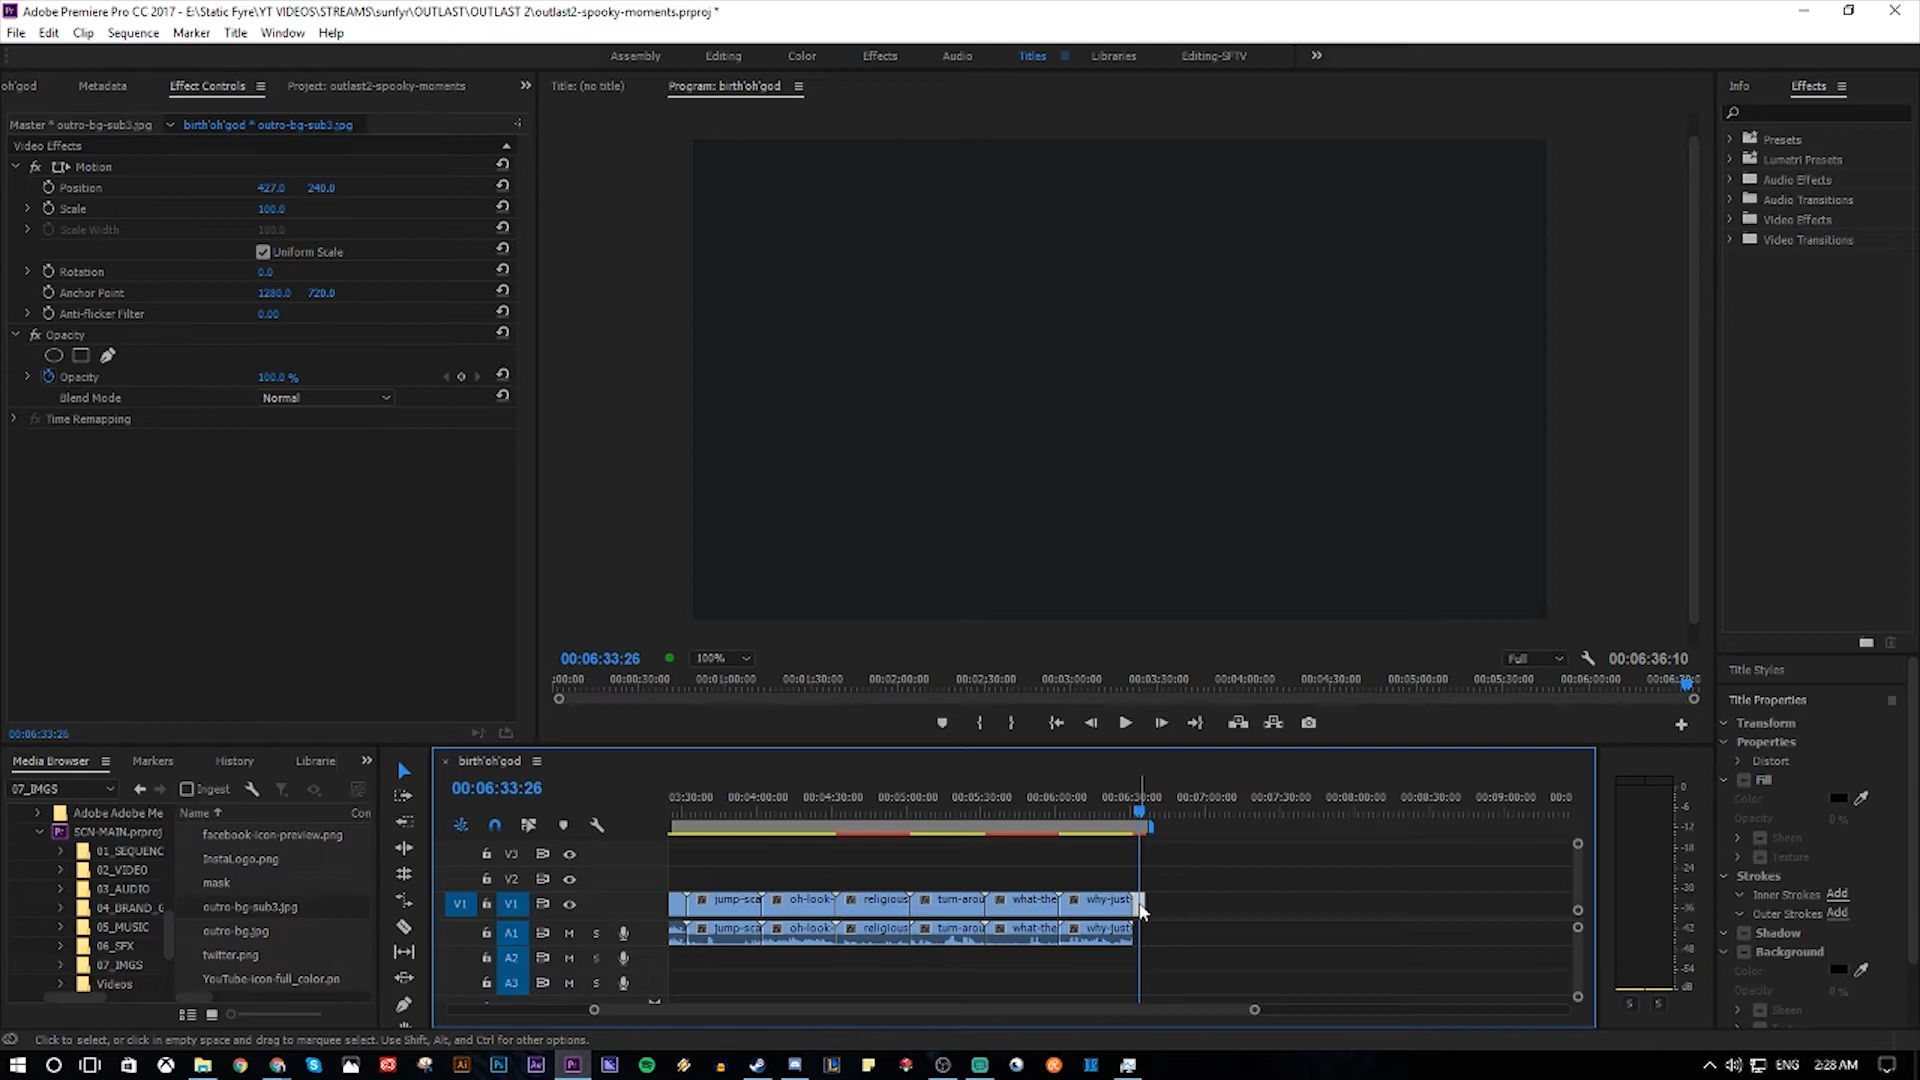 Adobe Premiere Pro CC 2017 - E:\Static Fyre\YT VIDEOS\STREAMS\sunfyr\OUTLAST\OUTLAST 2\outlast2-spooky-moments.prproj *
File Edit Clip Sequence Marker Title Window Help
Assembly Editing Color Effects Audio Titles Libraries Editing-SFTV
oh'god Metadata Effect Controls Project: outlast2-spooky-moments
Title: (no title) Program: birth'oh'god
Info Effects
Master * outro-bg-sub3.jpg birth'oh'god * outro-bg-sub3.jpg
Video Effects
fx Motion
Position 427.0 240.0
Scale 100.0
Scale Width 100.0
Uniform Scale
Rotation 0.0
Anchor Point 1280.0 720.0
Anti-flicker Filter 0.00
fx Opacity
Opacity 100.0 %
Blend Mode Normal
fx Time Remapping
Presets
Lumetri Presets
Audio Effects
Audio Transitions
Video Effects
Video Transitions
00:06:33:26 100% Full 00:06:36:10
:00:00 00:00:30:00 00:01:00:00 00:01:30:00 00:02:00:00 00:02:30:00 00:03:00:00 00:03:30:00 00:04:00:00 00:04:30:00 00:05:00:00 00:05:30:00 00:06:00:00
00:06:33:26
Title Styles
Title Properties
Transform
Properties
Distort
Fill
Color
Opacity 0 %
Sheen
Texture
Strokes
Inner Strokes Add
Outer Strokes Add
Shadow
Background
Color
Opacity 0 %
Sheen
Media Browser Markers History Librarie
07_IMGS Ingest
Adobe Adobe Me
SCN-MAIN.prproj
01_SEQUENC
02_VIDEO
03_AUDIO
04_BRAND_G
05_MUSIC
06_SFX
07_IMGS
Videos
Name Con
facebook-icon-preview.png
InstaLogo.png
mask
outro-bg-sub3.jpg
outro-bg.jpg
twitter.png
YouTube-icon-full_color.pn
birth'oh'god
00:06:33:26
03:30:00 00:04:00:00 00:04:30:00 00:05:00:00 00:05:30:00 00:06:00:00 00:06:30:00 00:07:00:00 00:07:30:00 00:08:00:00 00:08:30:00 00:09:00:00 00:0
V3
V2
V1 V1 jump-sca oh-look- religious turn-arou what-the why-just
A1 M S jump-sca oh-look- religious turn-arou what-the why-just
A2 M S
A3 M S
0
-6
-12
-18
-24
-30
-36
-42
-48
-54
dB
S S
Click to select, or click in empty space and drag to marquee select. Use Shift, Alt, and Ctrl for other options.
ENG 2:28 AM